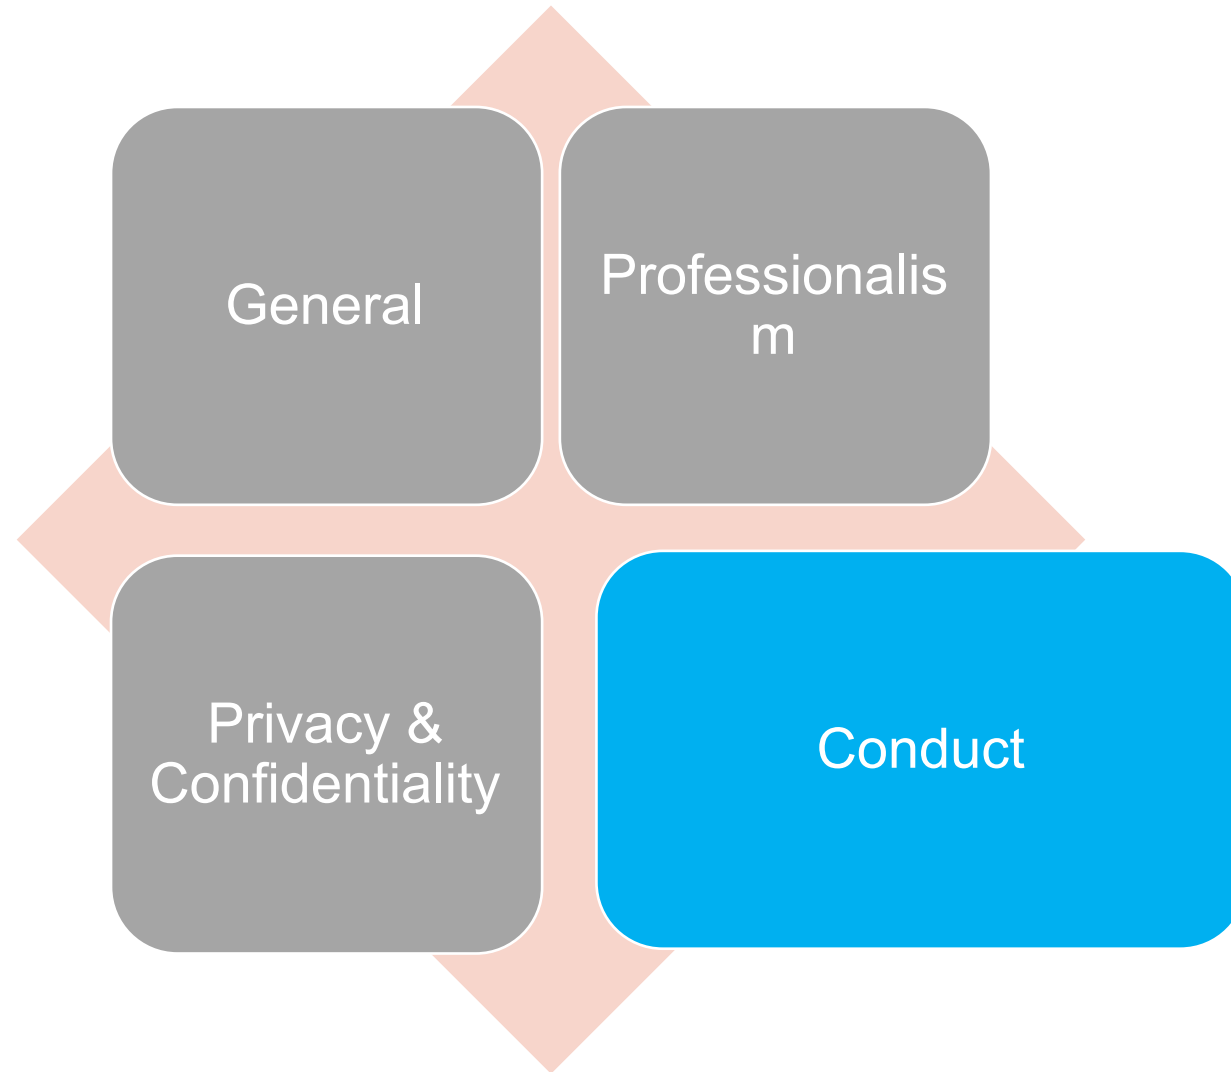 General
Professionalis
m
Privacy &
Confidentiality
Conduct